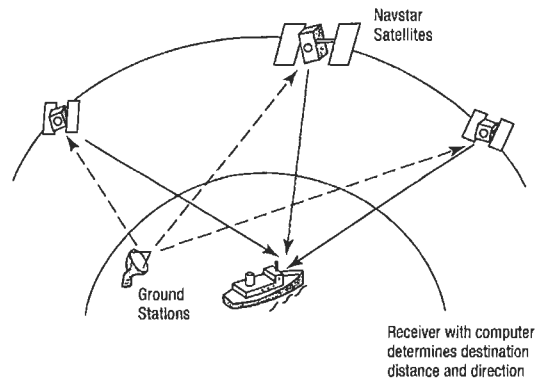 Navstar
Satellites
Ground
Stations
Receiver with computer
determines destination
distance and direction